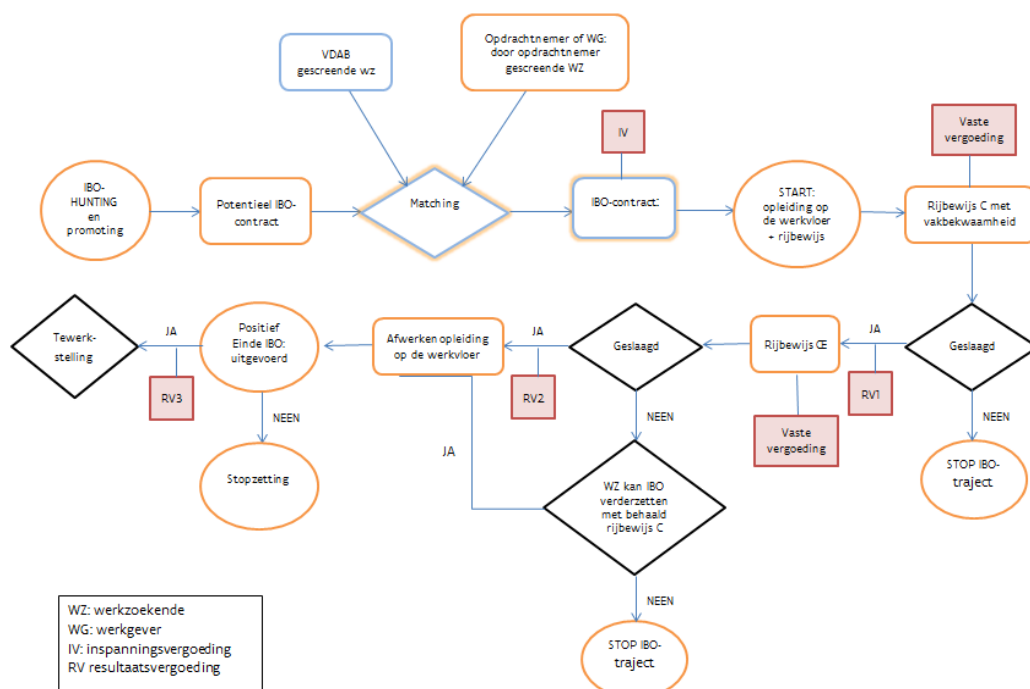 VDAB
gescreende wz
Opdrachtnemer of WG:
door opdrachtnemer
gescreende WZ
IV
Vaste
vergoeding
IBO-
HUNTING
en
promoting
Potentieel IBO-
contract
Matching
IBO-contract:
START:
opleiding op
de werkvloer
+ rijbewijs
Rijbewijs C met
vakbekwaamheid
Tewerk-
stelling
JA
Positief
Einde IBO:
uitgevoerd
Afwerken opleiding
op de werkvloer
JA
Geslaagd
Rijbewijs CE
JA
Geslaagd
RV3
RV2
RV1
NEEN
NEEN
NEEN
Vaste
vergoeding
Stopzetting
JA
WZ kan IBO
verderzetten
met behaald
rijbewijs C
STOP IBO-
traject
NEEN
STOP IBO-
traject
WZ: werkzoekende
WG: werkgever
IV: inspanningsvergoeding
RV resultaatsvergoeding